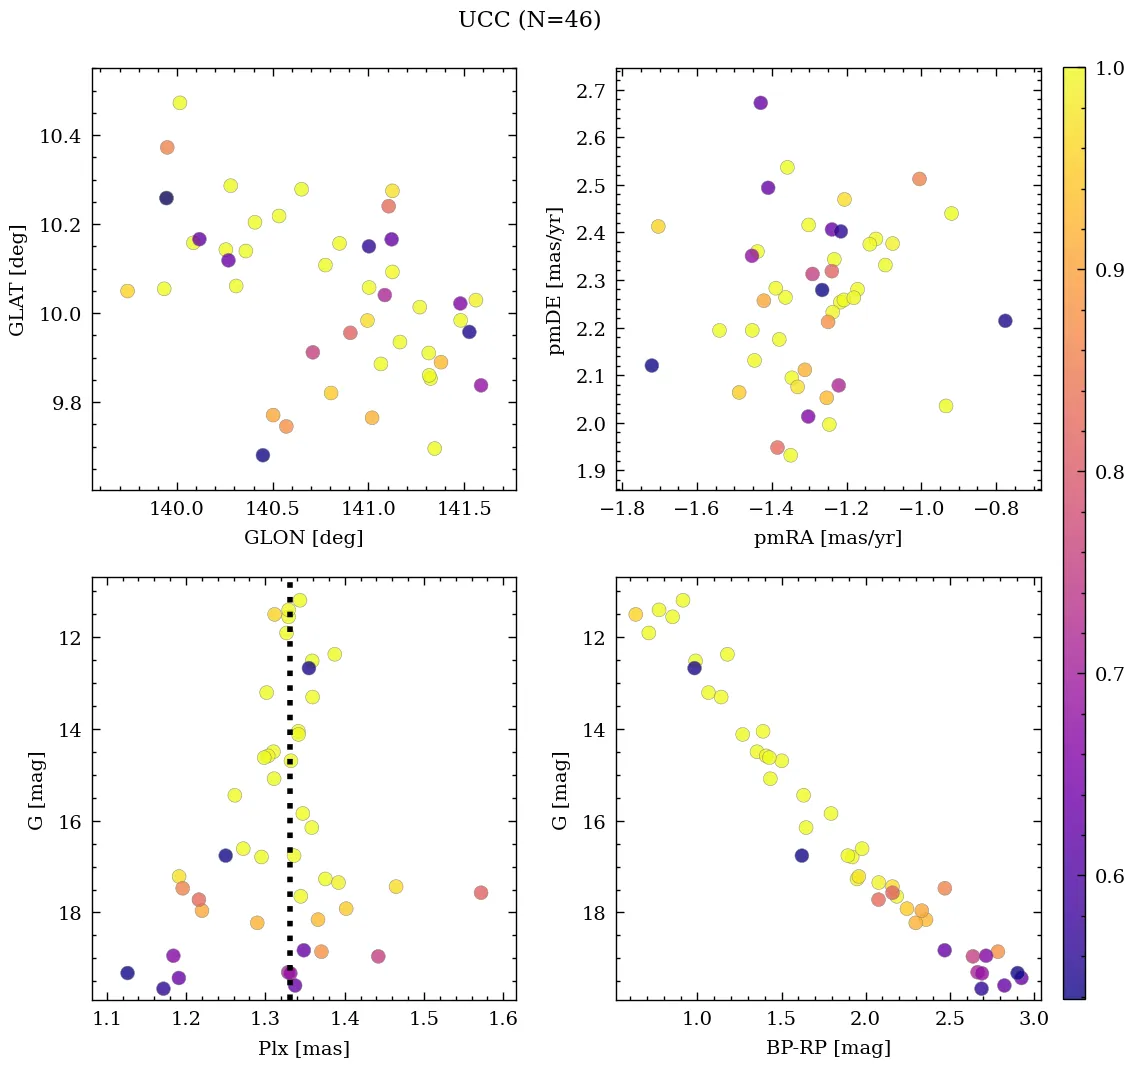 UCC (N=46)
10.4
10.2
10.0
9.8
GLAT [deg]
140.0 140.5 141.0 141.5
GLON [deg]
2.7
2.6
2.5
2.4
2.3
2.2
2.1
2.0
1.9
pmDE [mas/yr]
−1.8 −1.6 −1.4 −1.2 −1.0 −0.8
pmRA [mas/yr]
12
14
16
18
G [mag]
1.1 1.2 1.3 1.4 1.5 1.6
Plx [mas]
12
14
16
18
G [mag]
1.0 1.5 2.0 2.5 3.0
BP-RP [mag]
1.0
0.9
0.8
0.7
0.6